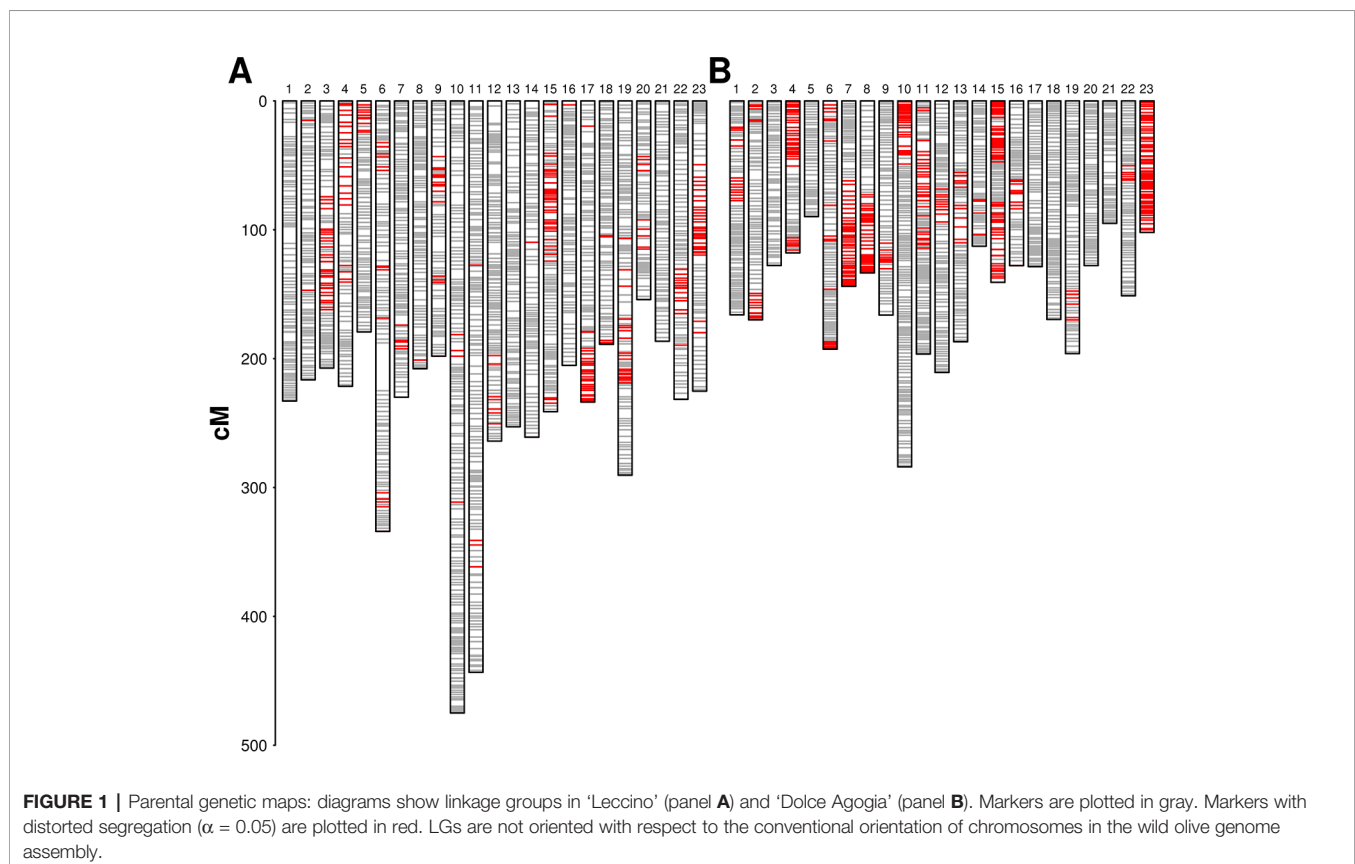 A
B
1 2 3 4 5 6 7 8 9 10 11 12 13 14 15 16 17 18 19 20 21 22 23
1 2 3 4 5 6 7 8 9 10 11 12 13 14 15 16 17 18 19 20 21 22 23
0
100
200
cM
300
400
500
FIGURE 1 | Parental genetic maps: diagrams show linkage groups in ‘Leccino’ (panel A) and ‘Dolce Agogia’ (panel B). Markers are plotted in gray. Markers with
distorted segregation (α = 0.05) are plotted in red. LGs are not oriented with respect to the conventional orientation of chromosomes in the wild olive genome
assembly.